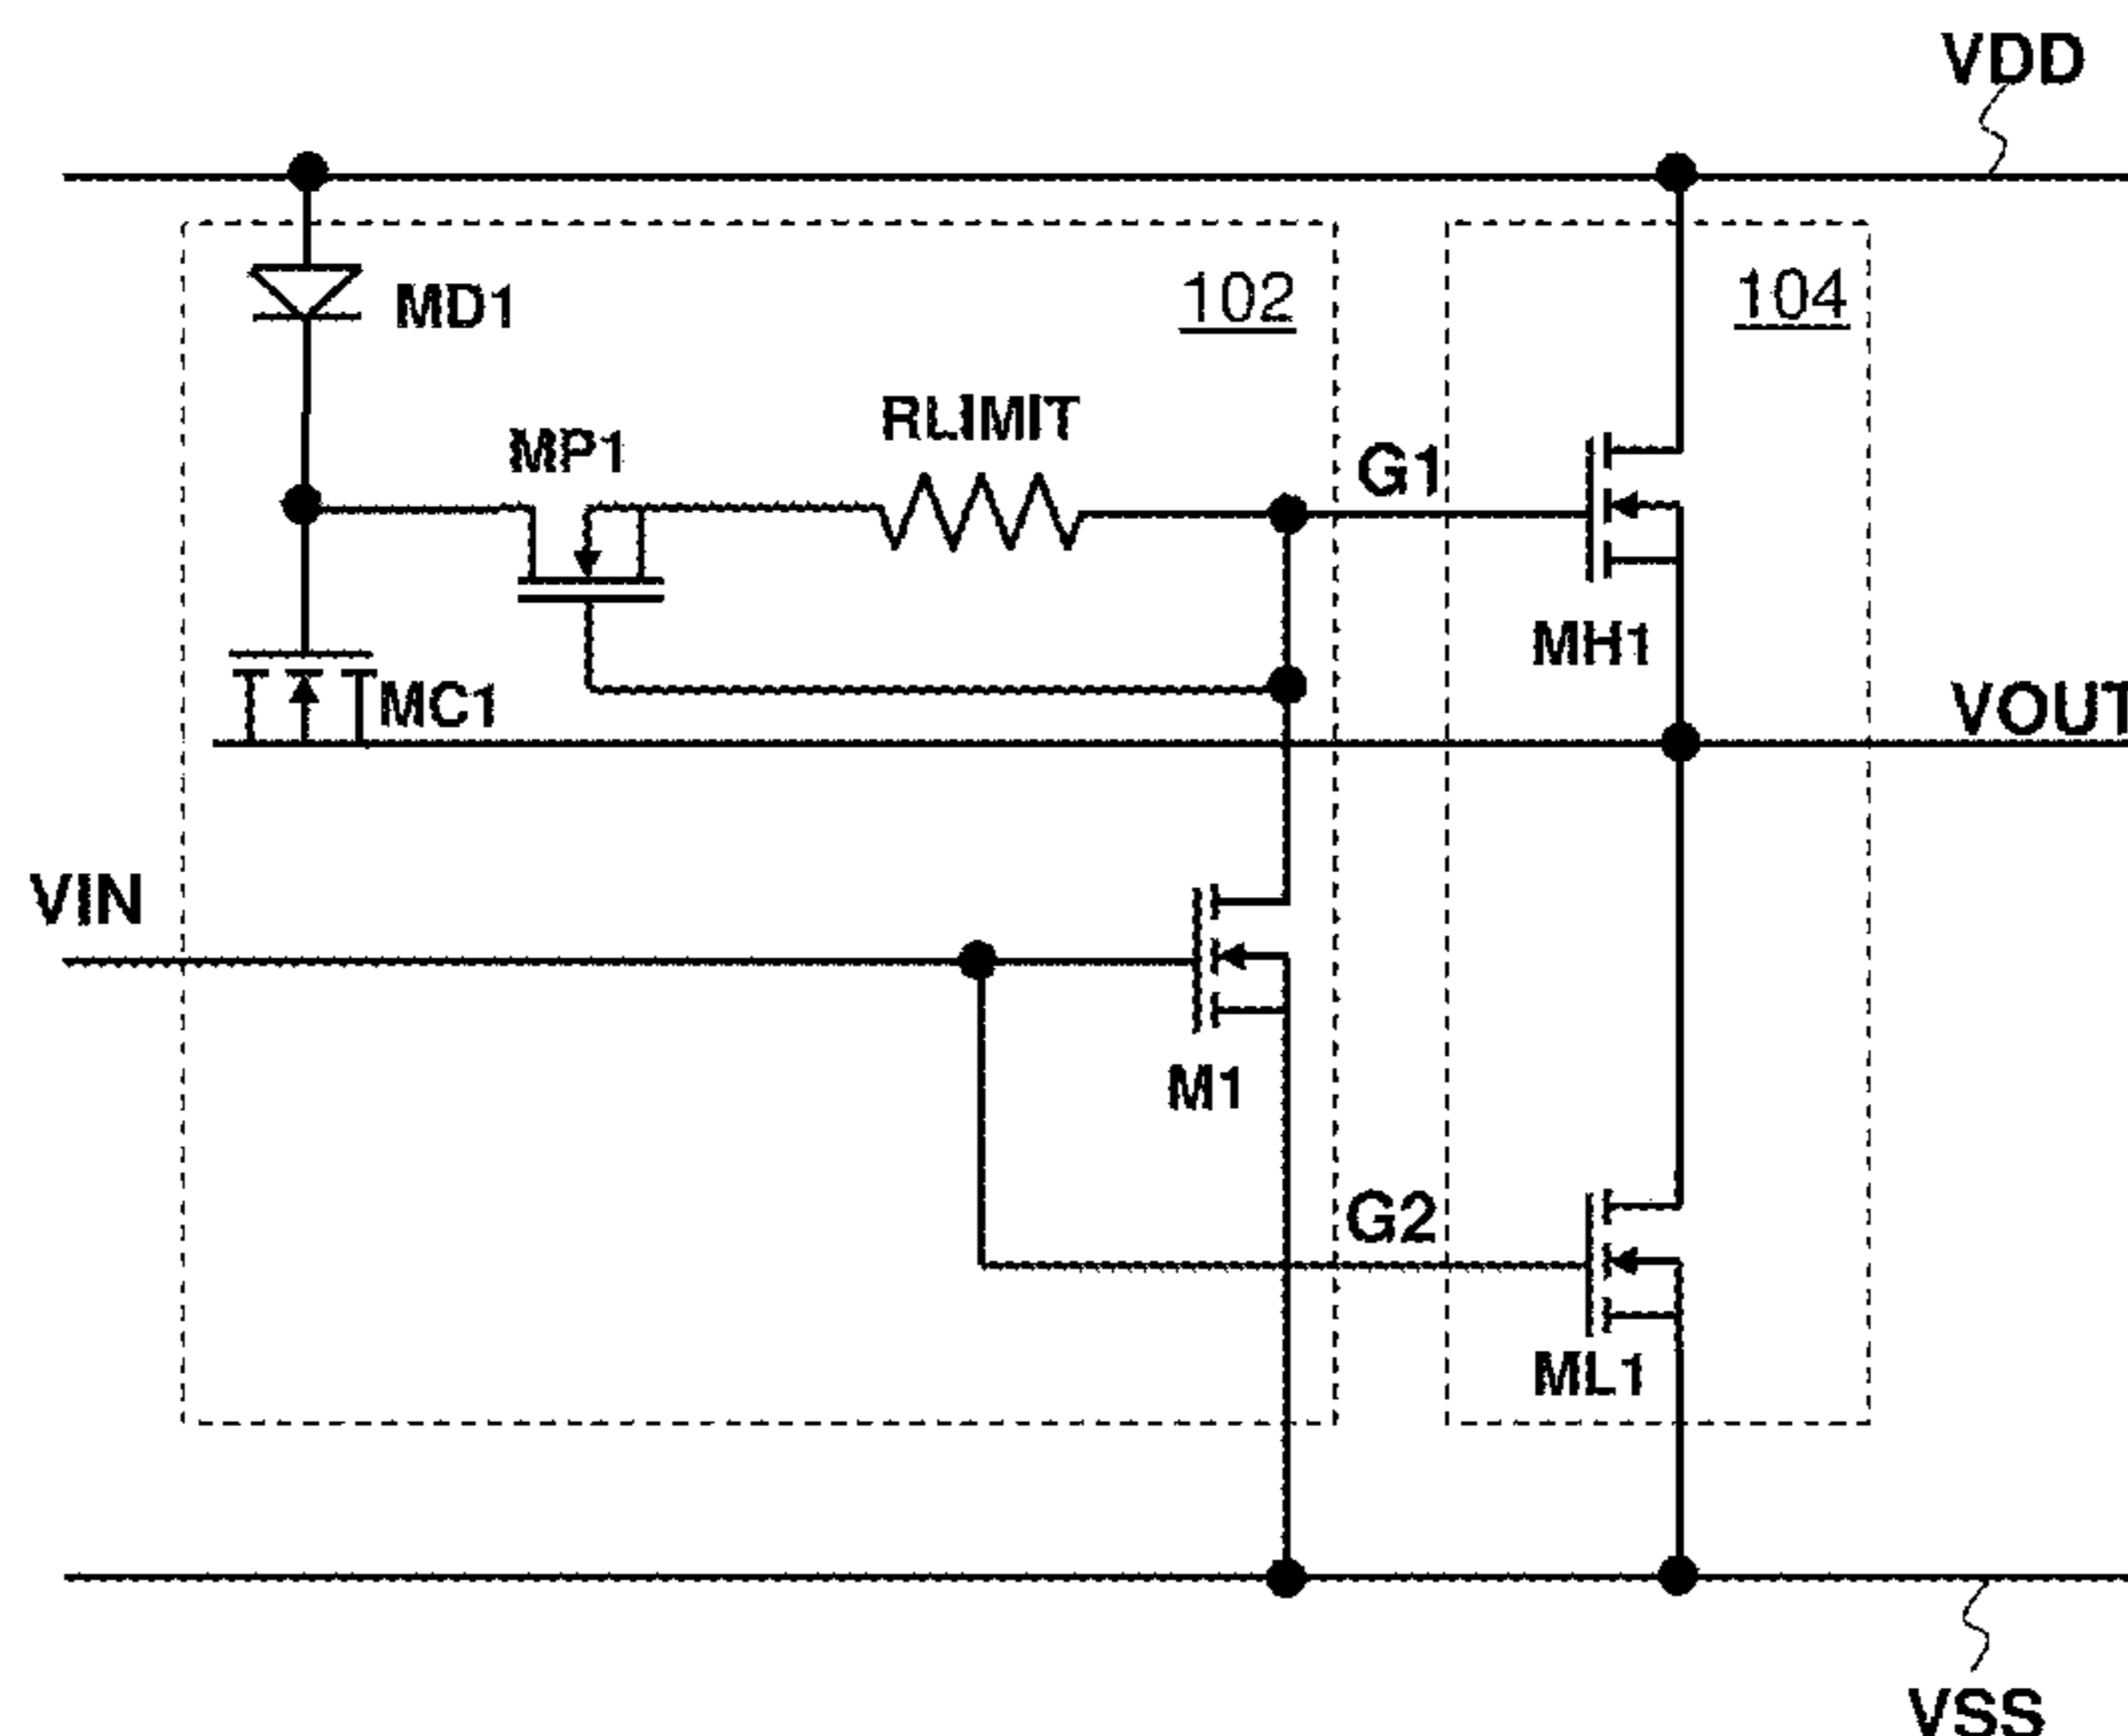 VDD
102
104
MD1
RLIMIT
MP1
G1
MH1
MC1
VOUT
VIN
M1
G2
ML1
VSS